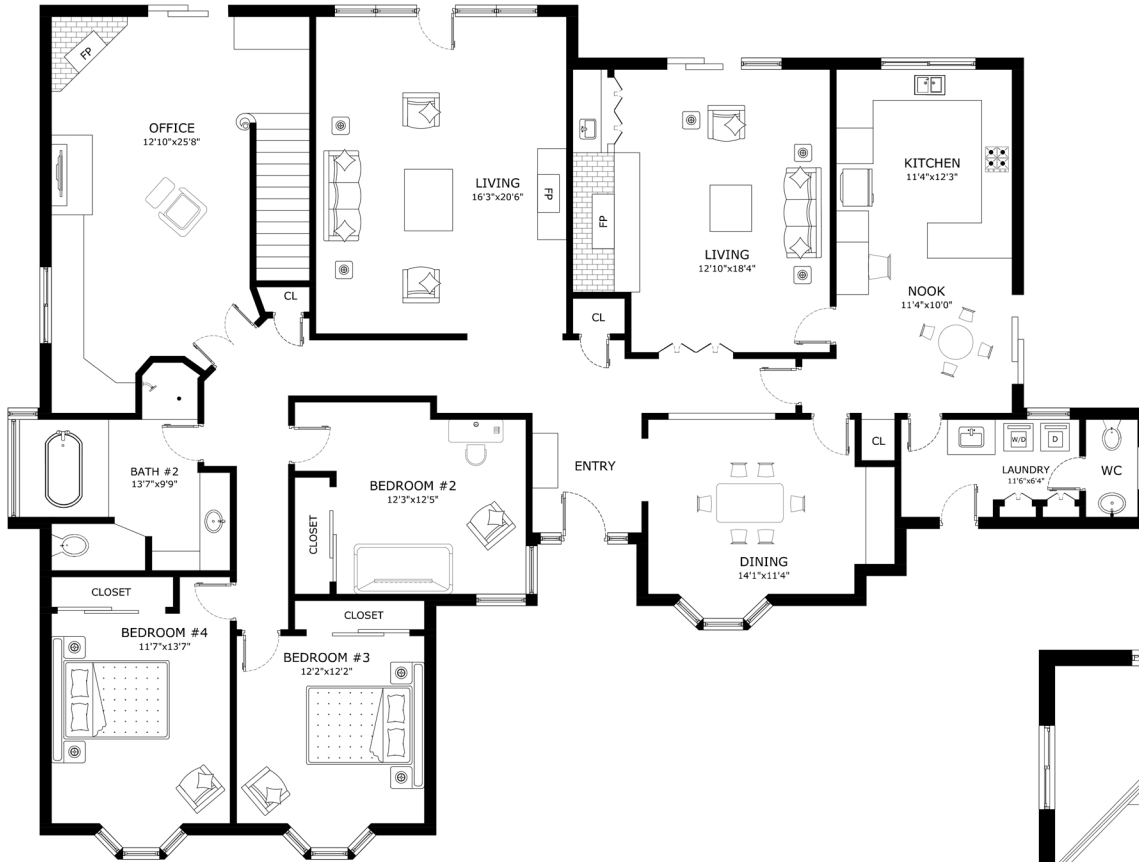 FP
OFFICE
12'10"x25'8"
CL
LIVING
16'3"x20'6"
FP
FP
LIVING
12'10"x18'4"
CL
KITCHEN
11'4"x12'3"
NOOK
11'4"x10'0"
BATH #2
13'7"x9'9"
BEDROOM #2
12'3"x12'5"
CLOSET
ENTRY
DINING
14'1"x11'4"
CL
W/D
D
LAUNDRY
11'6"x6'4"
WC
CLOSET
BEDROOM #4
11'7"x13'7"
CLOSET
BEDROOM #3
12'2"x12'2"